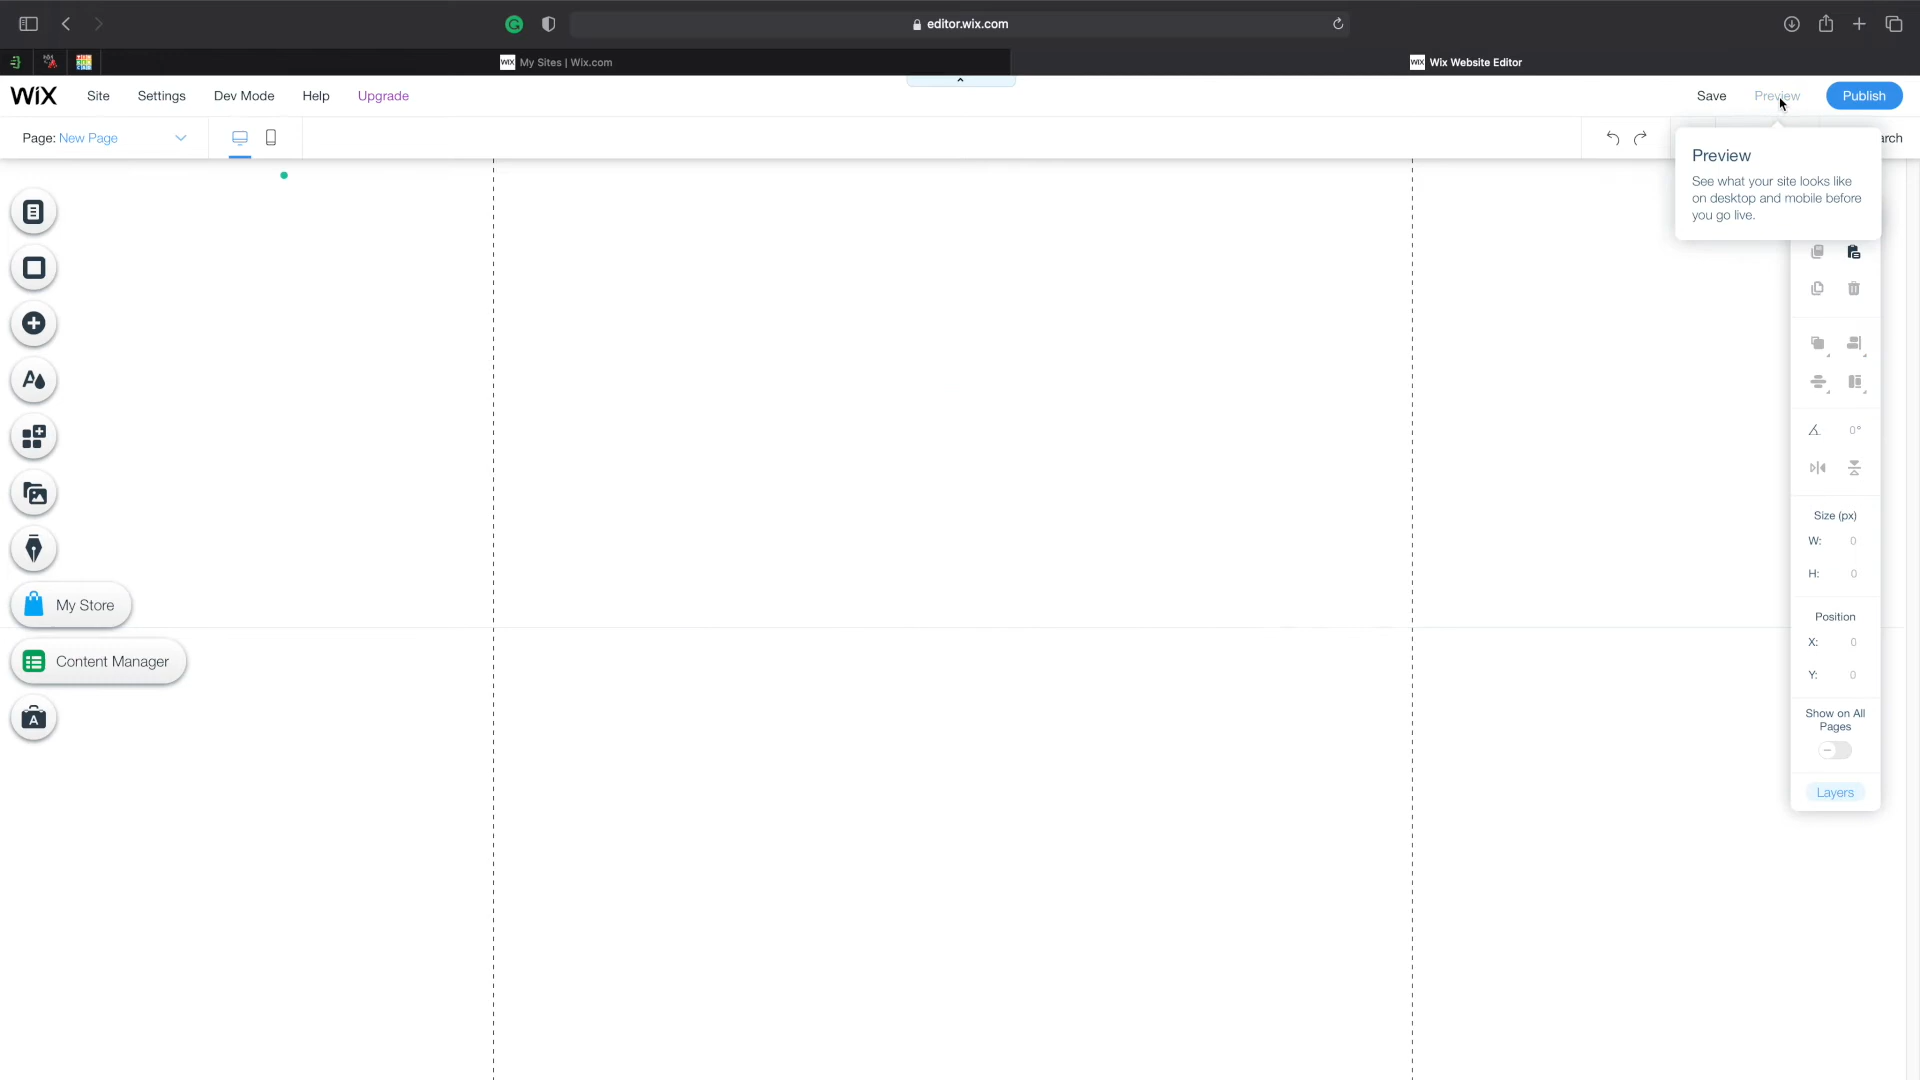 editor.wix.com
WiX My Sites | Wix.com
WiX Wix Website Editor
WiX Site Settings Dev Mode Help Upgrade Save Preview Publish
Page: New Page
arch
Preview
See what your site looks like
on desktop and mobile before
you go live.
0°
Size (px)
W: 0
H: 0
My Store
Position
X: 0
Content Manager
Y: 0
Show on All
Pages
A
Layers